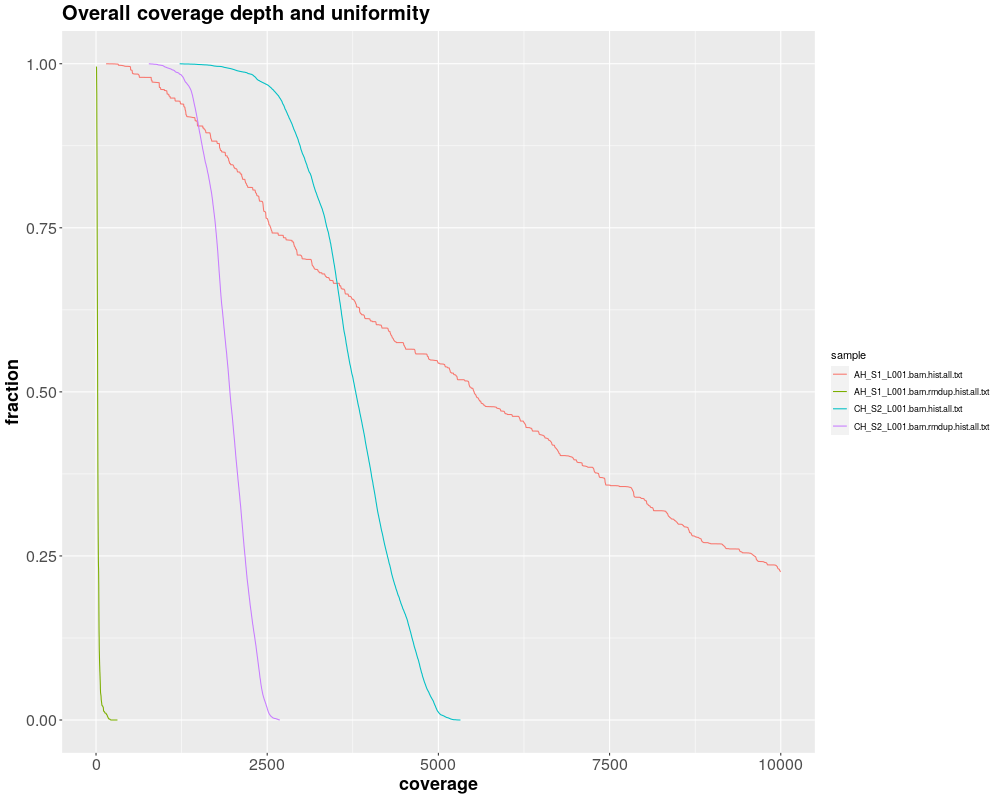 Overall coverage depth and uniformity
1.00
0.75
0.50
0.25
0.00
fraction
0 2500 5000 7500 10000
coverage
sample
AH_S1_L001.bam.hist.all.txt
AH_S1_L001.bam.rmdup.hist.all.txt
CH_S2_L001.bam.hist.all.txt
CH_S2_L001.bam.rmdup.hist.all.txt